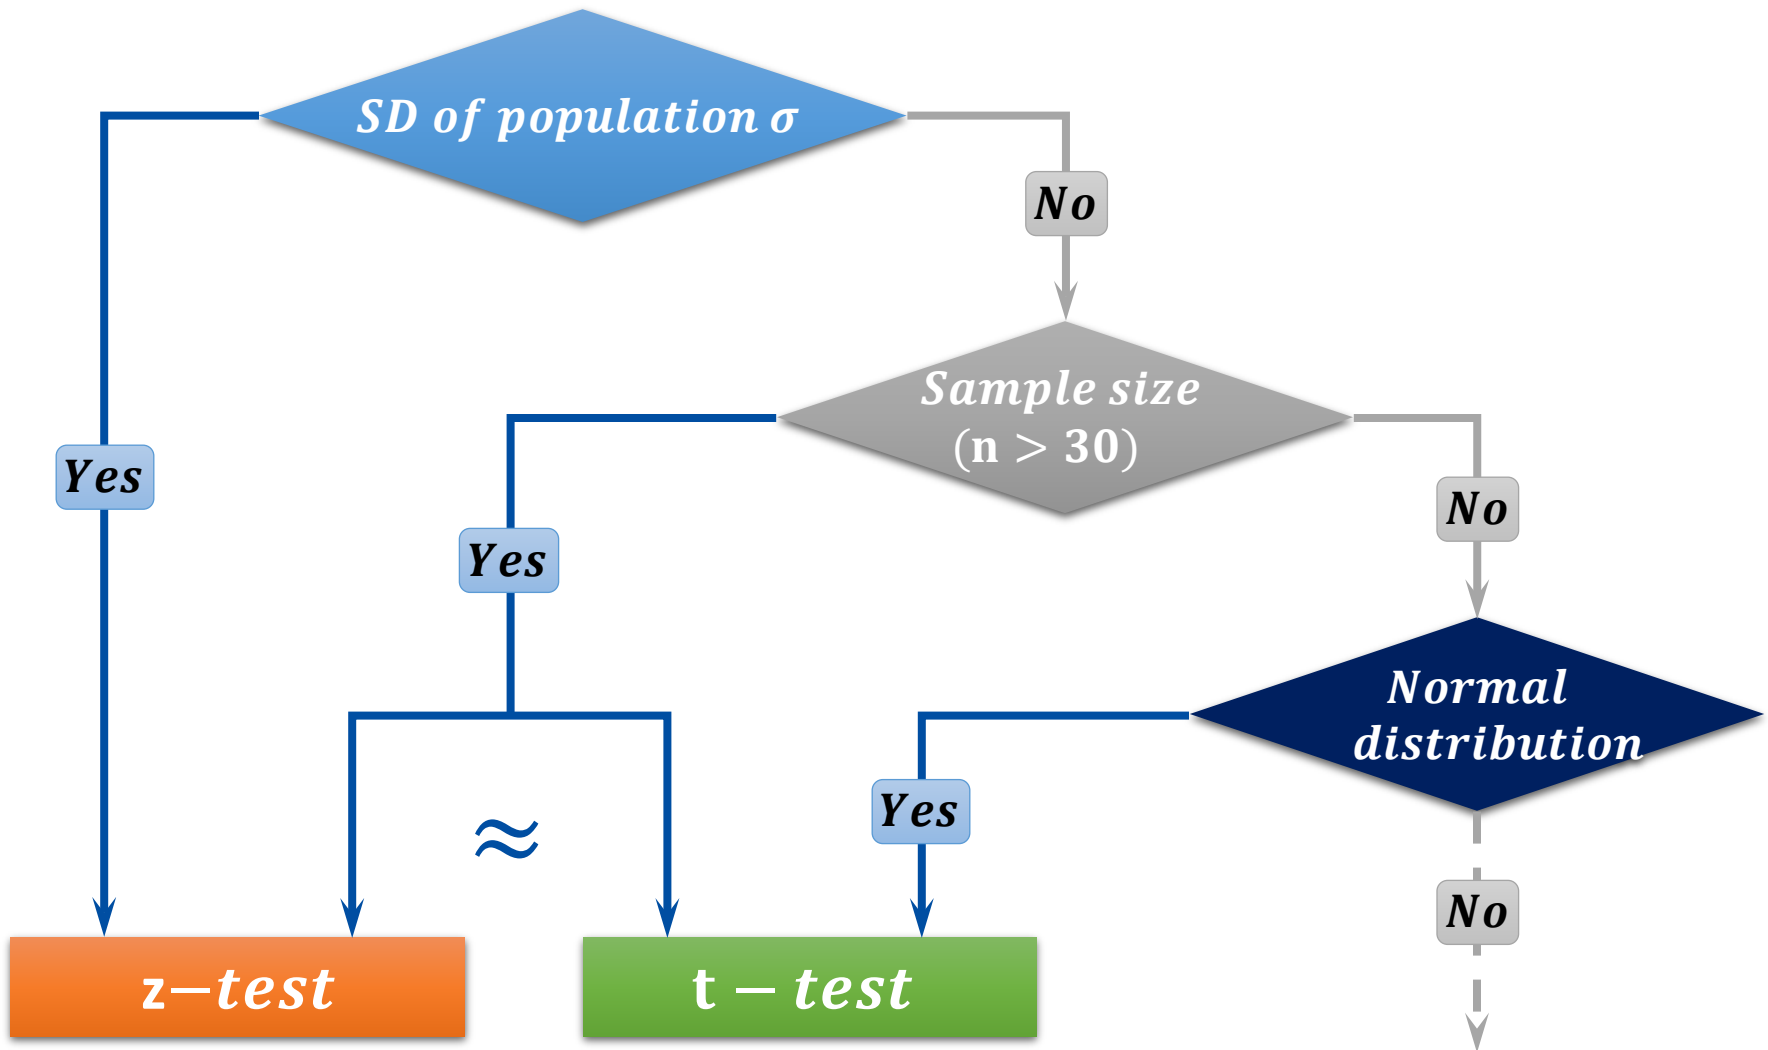 SD of population σ
No
Sample size
(n > 30)
Yes
No
Yes
Normal
distribution
Yes
≈
No
z–test
t – test